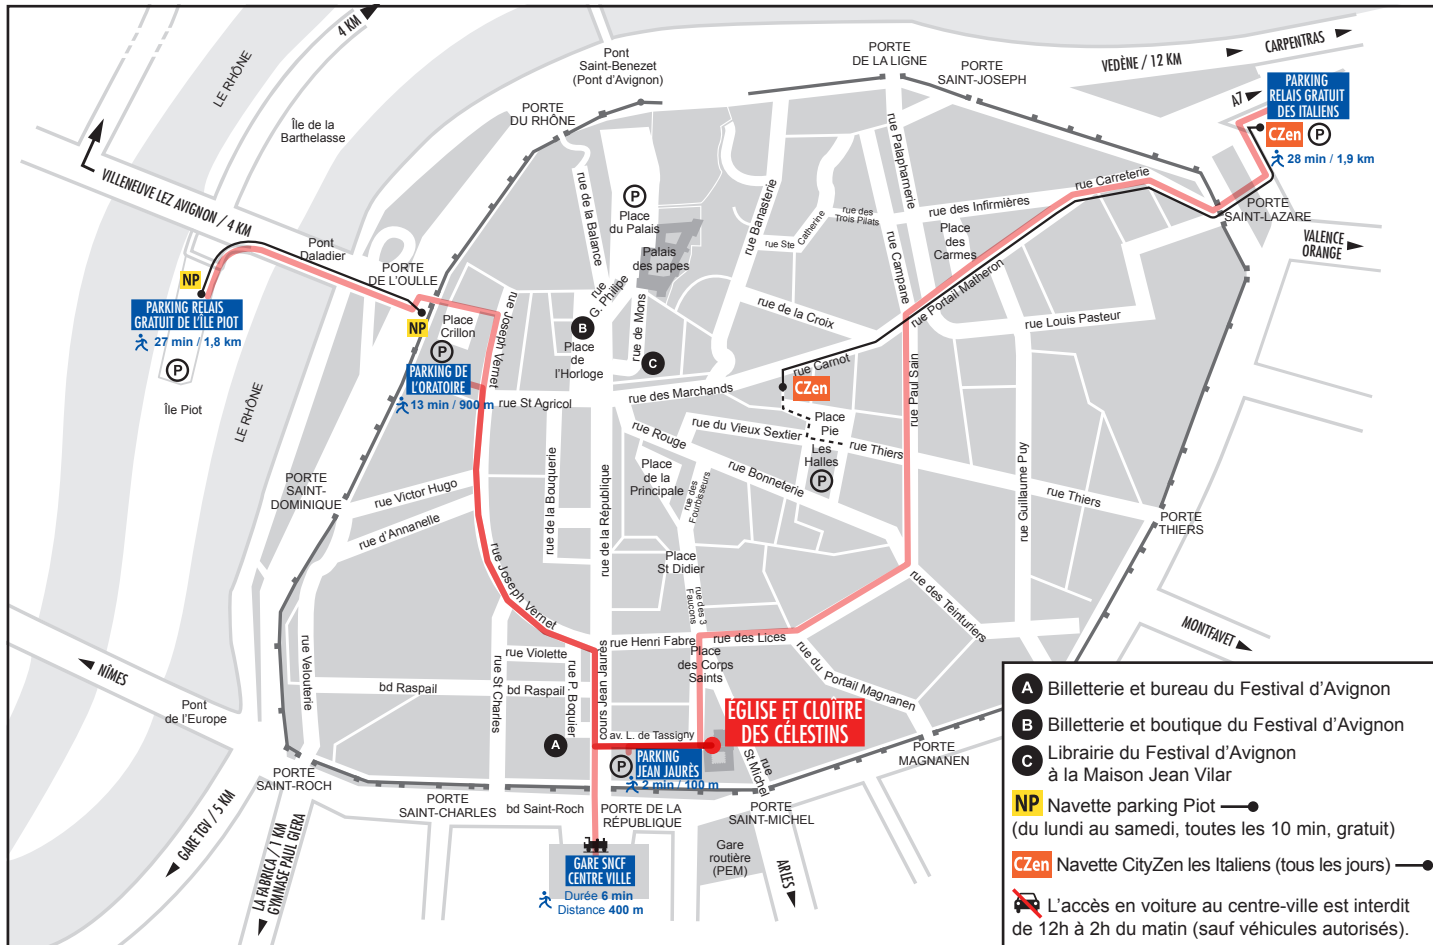 4 KM
LE RHÔNE
Île de la
Barthelasse
Pont
Saint-Benezet
(Pont d'Avignon)
PORTE
DU RHÔNE
PORTE
DE LA LIGNE
PORTE
SAINT-JOSEPH
VEDÈNE / 12 KM
CARPENTRAS
A7
PARKING
RELAIS GRATUIT
DES ITALIENS
CZen
P
28 min / 1,9 km
PORTE
SAINT-LAZARE
VALENCE
ORANGE
VILLENEUVE LEZ AVIGNON / 4 KM
Pont
Daladier
PORTE
DE L'OULLE
NP
PARKING RELAIS
GRATUIT DE L'ÎLE PIOT
27 min / 1,8 km
P
Île Piot
LE RHÔNE
NP
Place
Crillon
P
PARKING DE
L'ORATOIRE
13 min / 900 m
rue Joseph Vernet
rue St Agricol
rue de la Balance
P
Place
du Palais
Palais
des papes
rue
G. Philipe
B
Place
de
l'Horloge
rue de Mons
C
rue des Marchands
rue Banasterie
rue Ste
Catherine
rue des
Trois Pilats
rue Palapharnerie
rue des Infirmières
rue Carreterie
Place
des
Carmes
rue Campane
rue Portail Matheron
rue Louis Pasteur
rue de la Croix
rue Carnot
CZen
rue Paul Sain
Place
Pie
Les
Halles
P
rue du Vieux Sextier
rue Thiers
rue Thiers
rue Rouge
rue Bonneterie
Place
de la
Principale
rue des
Fourbisseurs
rue Guillaume Puy
PORTE
THIERS
PORTE
SAINT-
DOMINIQUE
rue Victor Hugo
rue d'Annanelle
rue de la Bouquerie
rue de la République
Place
St Didier
rue des 3
Faucons
rue des Teinturiers
rue Joseph Vernet
rue Henri Fabre
rue des Lices
Place
des Corps
Saints
rue du Portail Magnanen
MONTFAVET
rue Velouterie
rue Violette
bd Raspail
bd Raspail
rue St Charles
rue P. Boquier
cours Jean Jaurès
av. L. de Tassigny
ÉGLISE ET CLOÎTRE
DES CÉLESTINS
A
P
PARKING
JEAN JAURÈS
2 min / 100 m
rue
St Michel
PORTE
MAGNANEN
NÎMES
Pont
de l'Europe
PORTE
SAINT-ROCH
PORTE
SAINT-CHARLES
bd Saint-Roch
PORTE DE LA
RÉPUBLIQUE
PORTE
SAINT-MICHEL
GARE TGV / 5 KM
LA FABRICA / 1 KM
GYMNASE PAUL GIÉRA
GARE SNCF
CENTRE VILLE
Durée 6 min
Distance 400 m
Gare
routière
(PEM)
ARLES
A Billetterie et bureau du Festival d'Avignon
B Billetterie et boutique du Festival d'Avignon
C Librairie du Festival d'Avignon
à la Maison Jean Vilar
NP Navette parking Piot
(du lundi au samedi, toutes les 10 min, gratuit)
CZen Navette CityZen les Italiens (tous les jours)
L'accès en voiture au centre-ville est interdit
de 12h à 2h du matin (sauf véhicules autorisés).